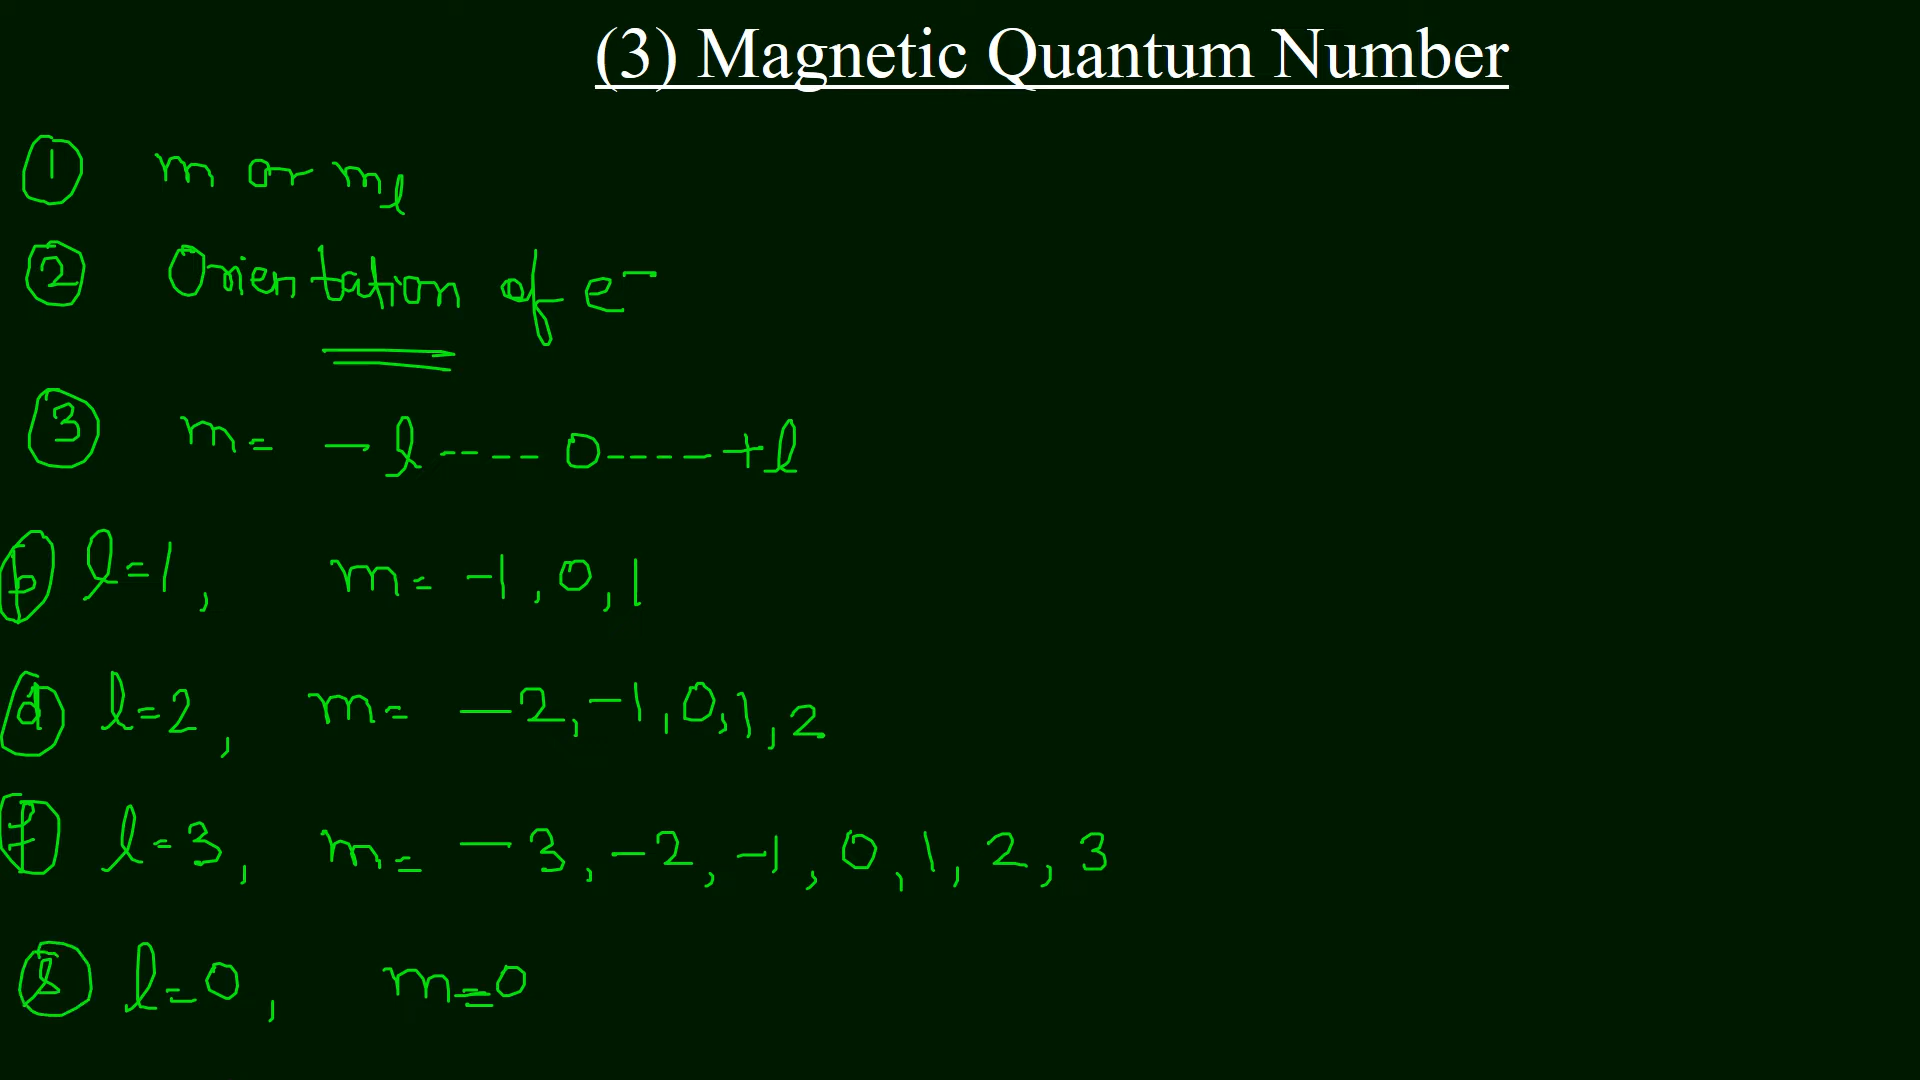 (3) Magnetic Quantum Number
① m or mₗ
② Orientation of e⁻
③ m= -l ---- 0 ---- +l
p l=1, m= -1, 0, 1
d l=2, m= -2, -1, 0, 1, 2
f l=3, m= -3, -2, -1, 0, 1, 2, 3
s l=0, m=0